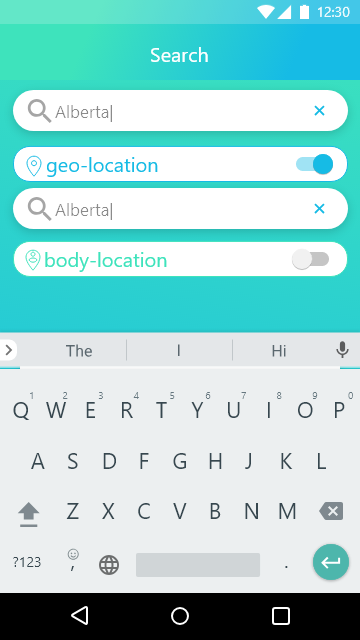 12:30
Search
Alberta
geo-location
Alberta
body-location
The I Hi
1 2 3 4 5 6 7 8 9 0
Q W E R T Y U I O P
A S D F G H J K L
Z X C V B N M
?123 , .